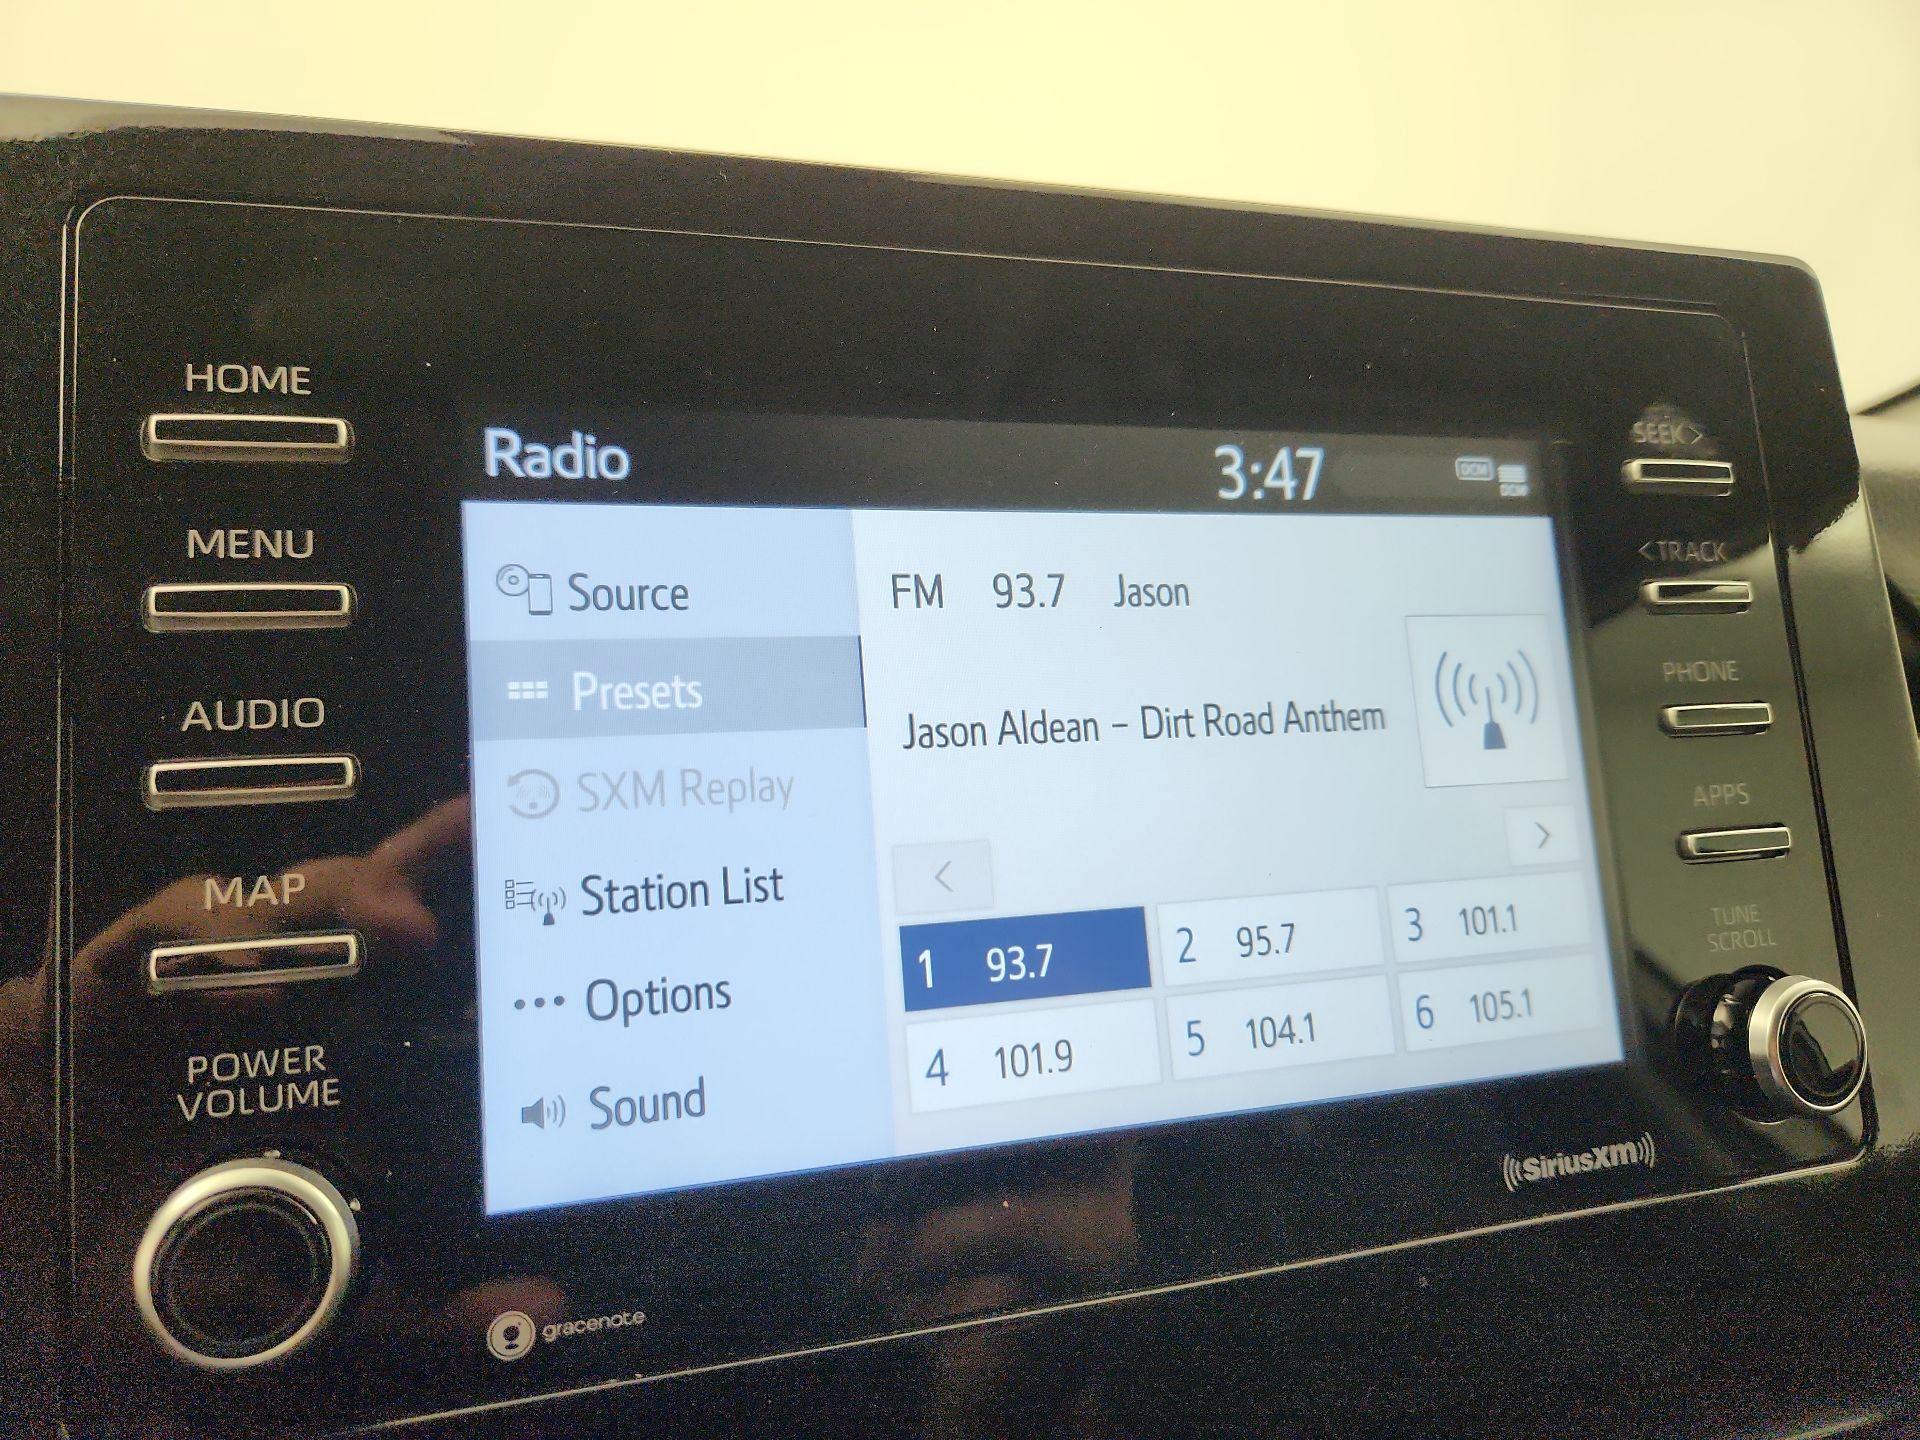 HOME
MENU
AUDIO
MAP
POWER
VOLUME
Radio
3:47
DCM
DCM
Source
Presets
SXM Replay
Station List
Options
Sound
FM 93.7 Jason
Jason Aldean – Dirt Road Anthem
<
>
1 93.7
2 95.7
3 101.1
4 101.9
5 104.1
6 105.1
SEEK>
<TRACK
PHONE
APPS
TUNE
SCROLL
gracenote
((SiriusXM))